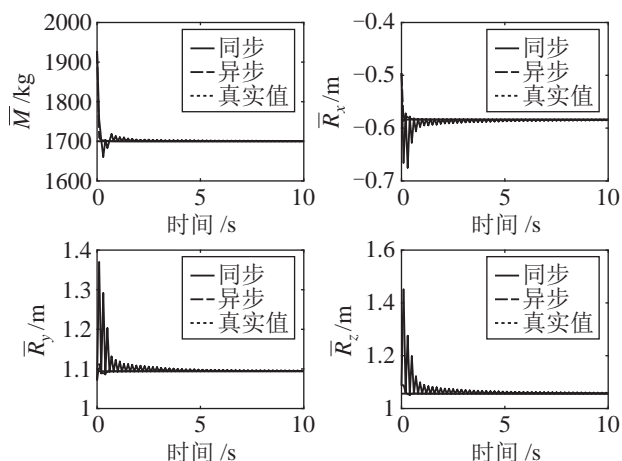 2000
1900
1800
1700
1600
M̅ /kg
同步
异步
真实值
0
5
10
时间 /s
−0.4
−0.5
−0.6
−0.7
R̅x /m
同步
异步
真实值
0
5
10
时间 /s
1.4
1.3
1.2
1.1
1
R̅y /m
同步
异步
真实值
0
5
10
时间 /s
1.6
1.4
1.2
1
R̅z /m
同步
异步
真实值
0
5
10
时间 /s